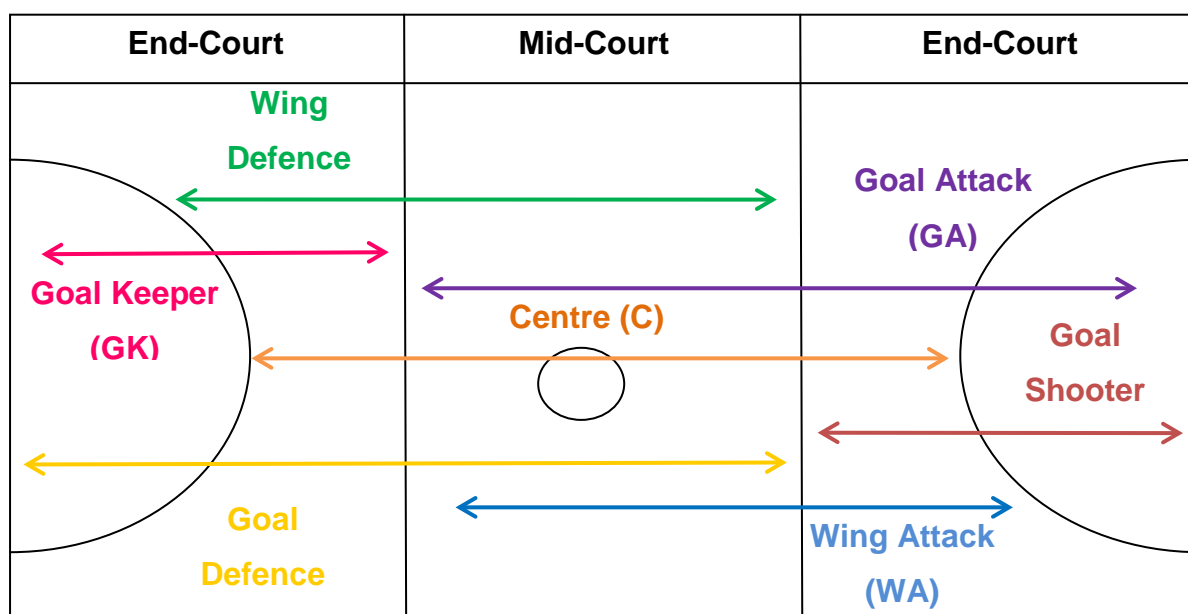 End-Court
Mid-Court
End-Court
Wing
Defence
Goal Attack
(GA)
Goal Keeper
(GK)
Centre (C)
Goal
Shooter
Goal
Defence
Wing Attack
(WA)